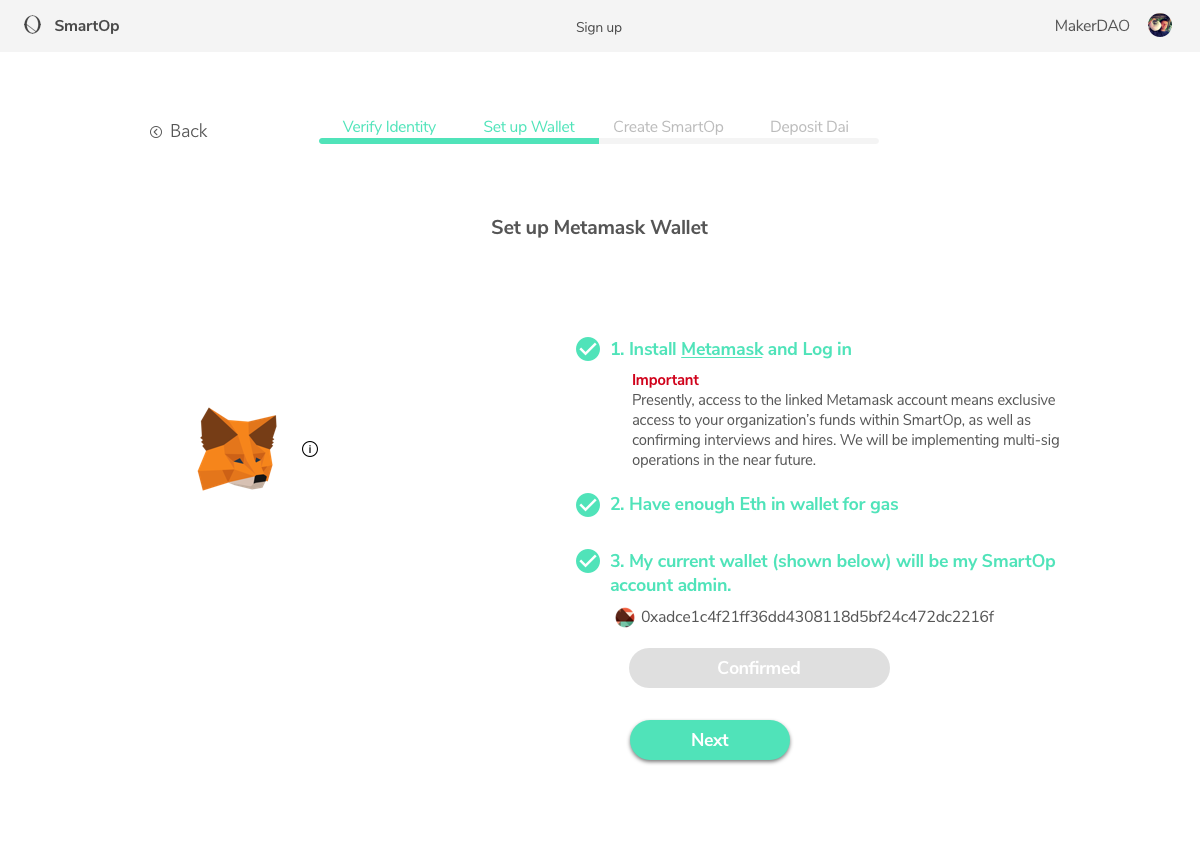 SmartOp
Sign up
MakerDAO
Back
Verify Identity
Set up Wallet
Create SmartOp
Deposit Dai
Set up Metamask Wallet
1. Install Metamask and Log in
Important
Presently, access to the linked Metamask account means exclusive
access to your organization’s funds within SmartOp, as well as
confirming interviews and hires. We will be implementing multi-sig
operations in the near future.
2. Have enough Eth in wallet for gas
3. My current wallet (shown below) will be my SmartOp
account admin.
0xadce1c4f21ff36dd4308118d5bf24c472dc2216f
Confirmed
Next